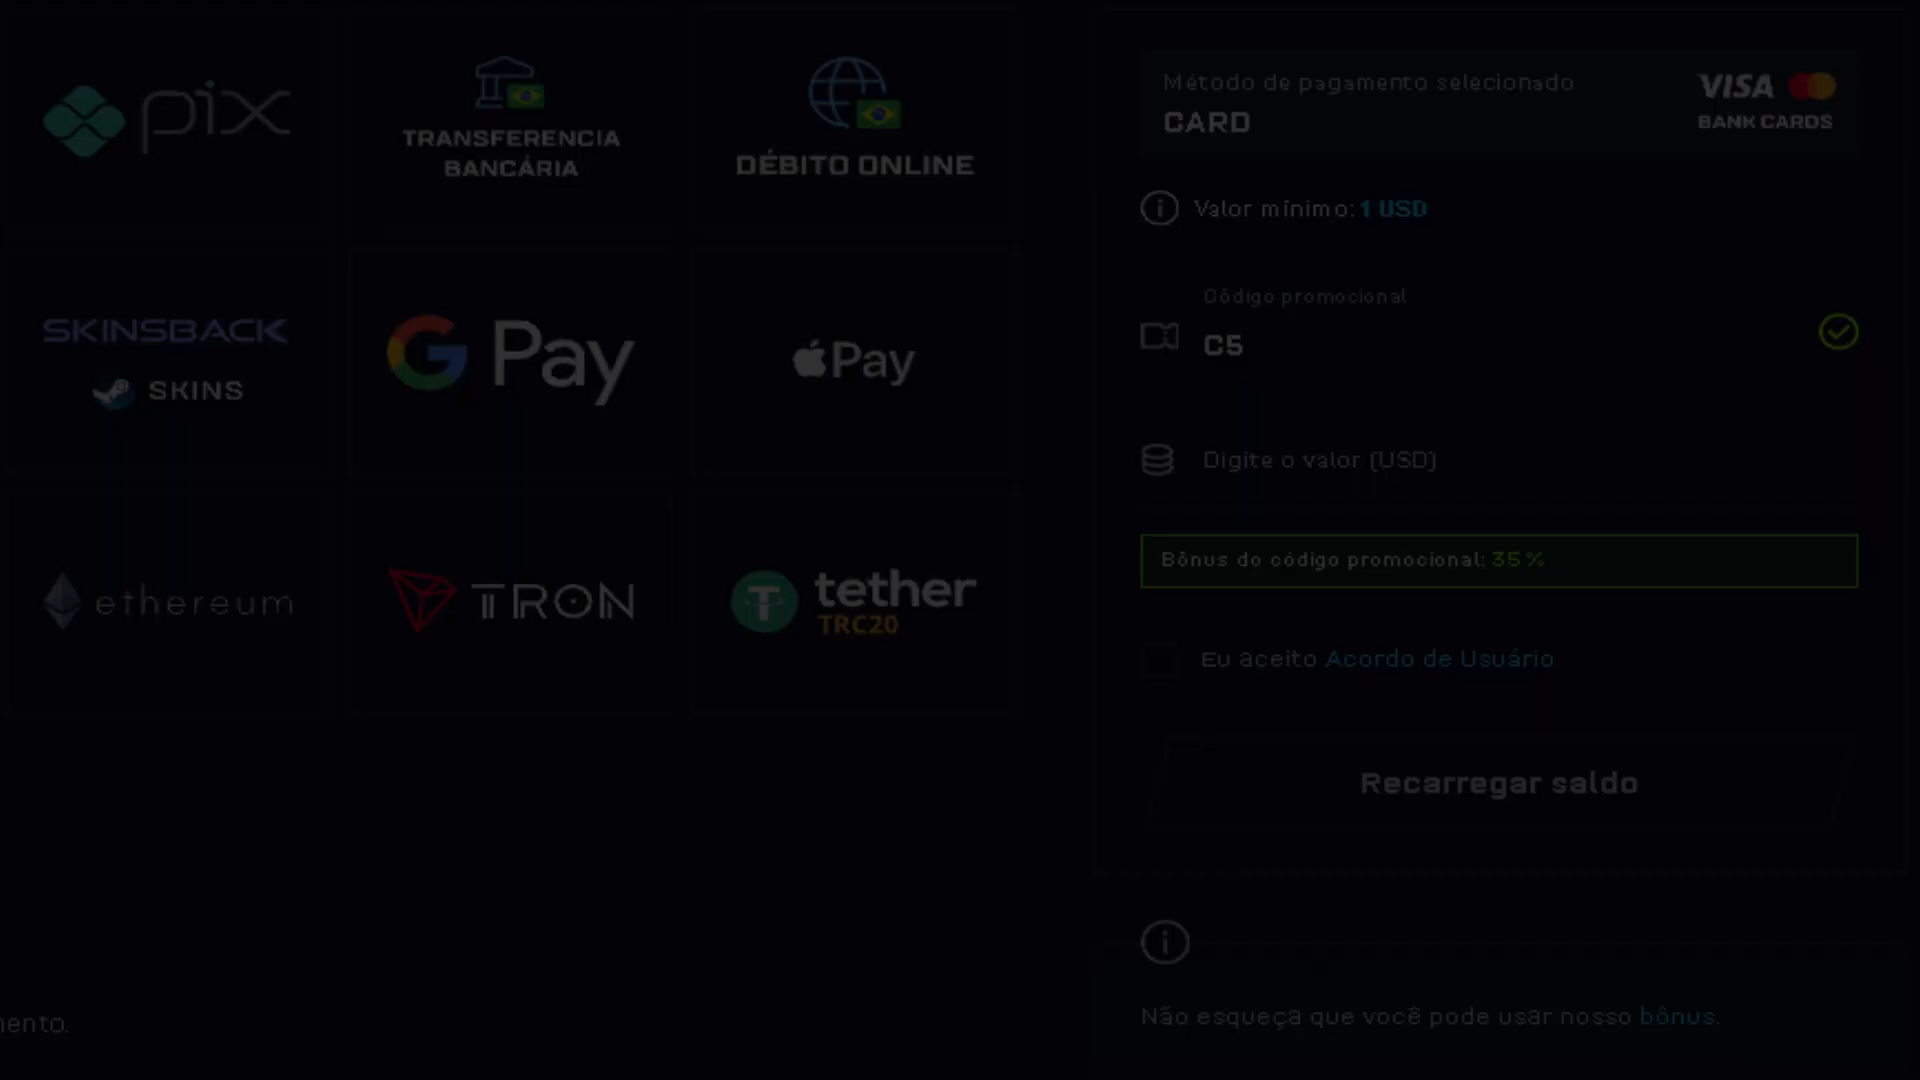 pix
TRANSFERENCIA
BANCÁRIA
DÉBITO ONLINE
SKINSBACK
SKINS
G Pay
Pay
ethereum
TRON
tether
TRC20
mento.
Método de pagamento selecionado
CARD
VISA
BANK CARDS
Valor mínimo: 1 USD
Código promocional
C5
Digite o valor (USD)
Bônus do código promocional: 35 %
Eu aceito Acordo de Usuário
Recarregar saldo
Não esqueça que você pode usar nosso bônus.